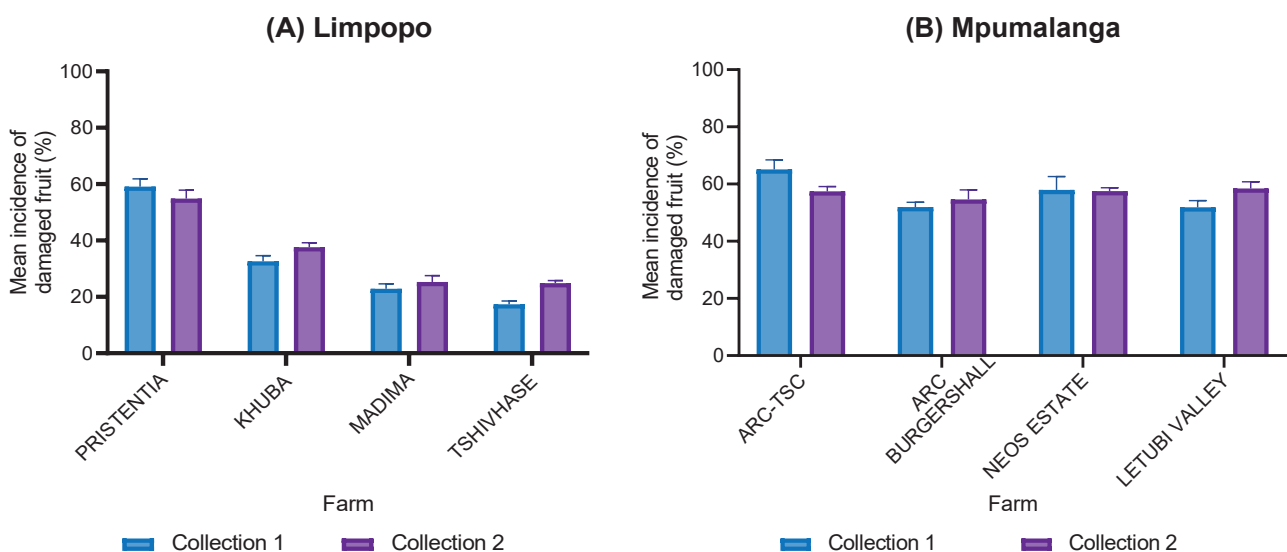 (A) Limpopo
Mean incidence of
damaged fruit (%)
100
80
60
40
20
0
PRISTENTIA
KHUBA
MADIMA
TSHIVHASE
Farm
Collection 1
Collection 2
(B) Mpumalanga
Mean incidence of
damaged fruit (%)
100
80
60
40
20
0
ARC-TSC
ARC
BURGERSHALL
NEOS ESTATE
LETUBI VALLEY
Farm
Collection 1
Collection 2